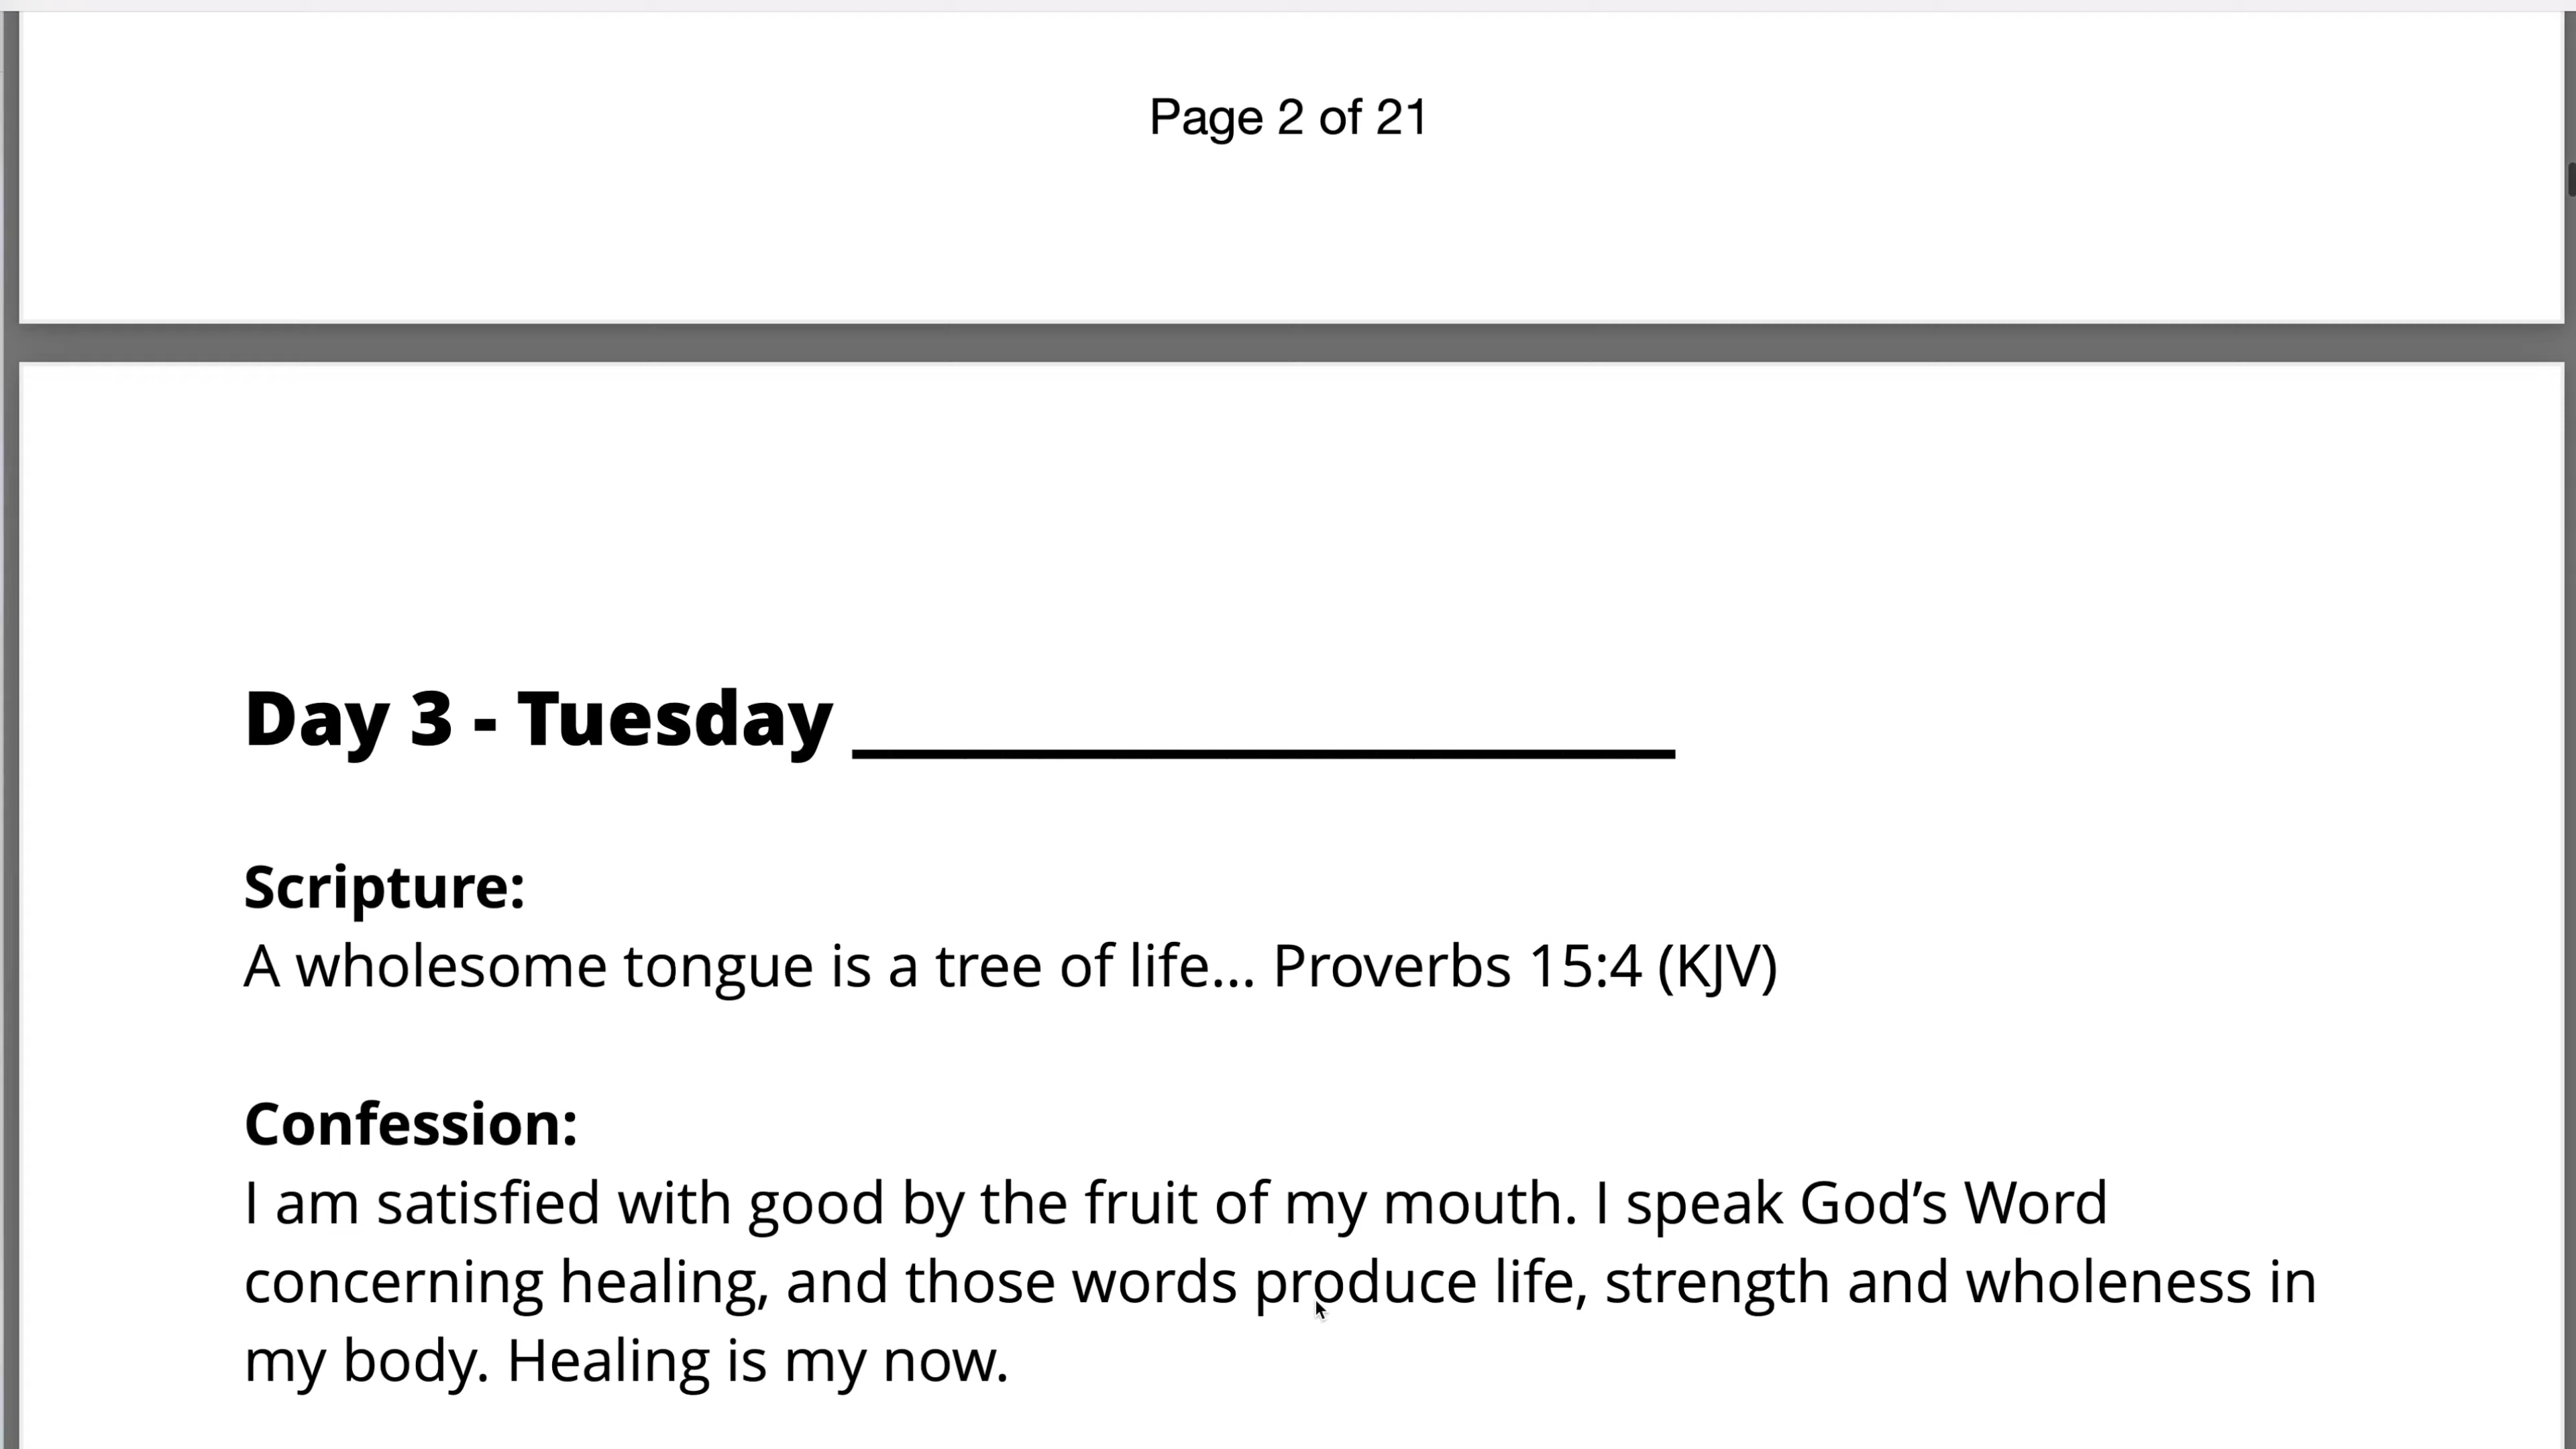 Page 2 of 21
Day 3 - Tuesday ____________________
Scripture:
A wholesome tongue is a tree of life... Proverbs 15:4 (KJV)
Confession:
I am satisfied with good by the fruit of my mouth. I speak God’s Word
concerning healing, and those words produce life, strength and wholeness in
my body. Healing is my now.